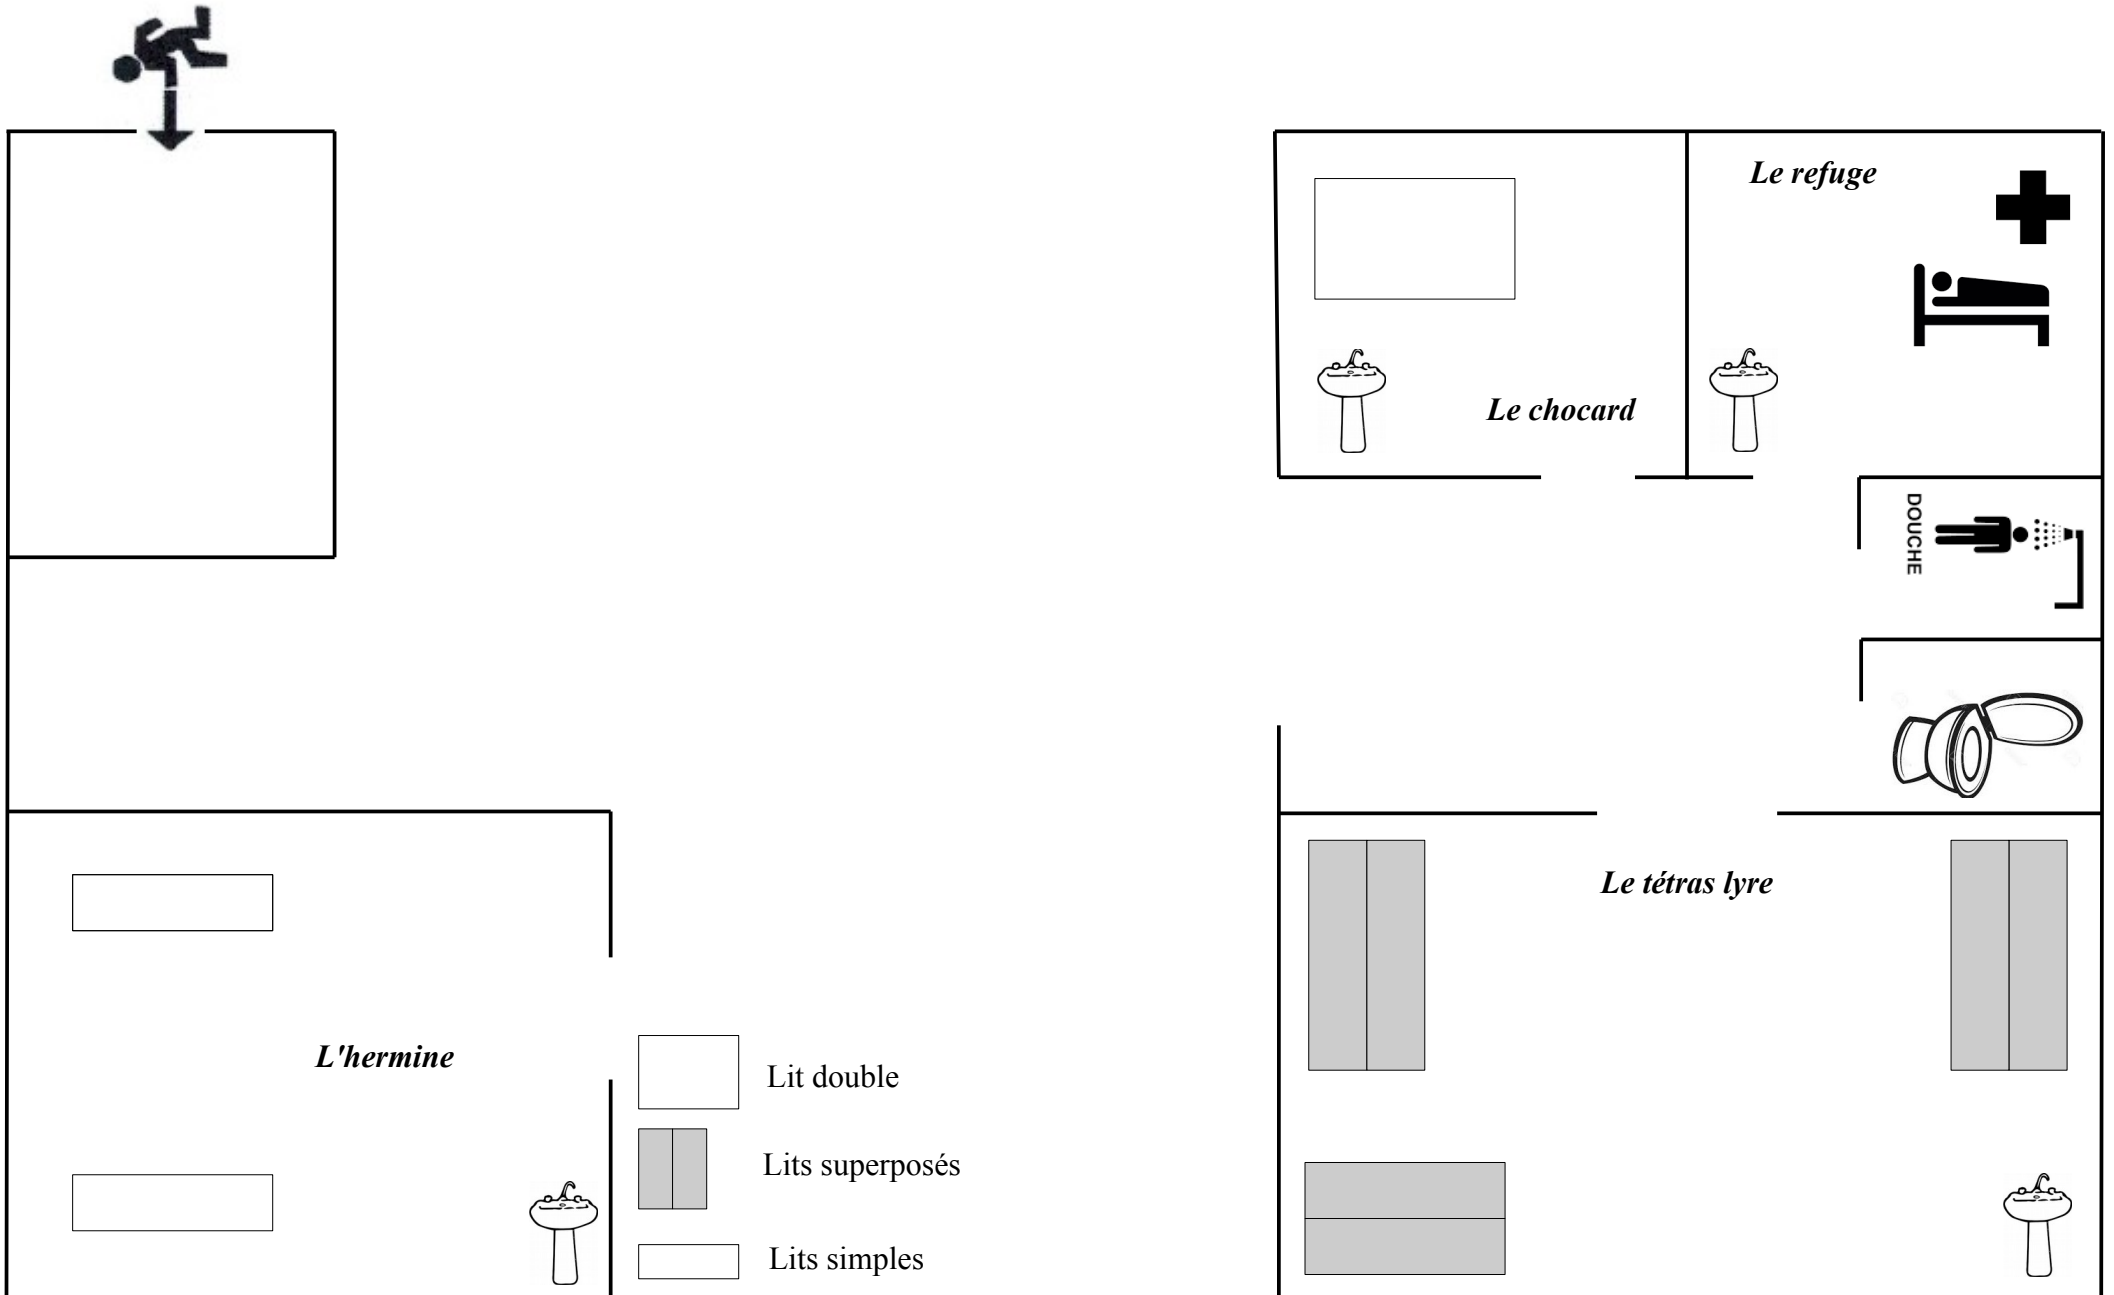 Le refuge
Le chocard
DOUCHE
Le tétras lyre
L'hermine
Lit double
Lits superposés
Lits simples